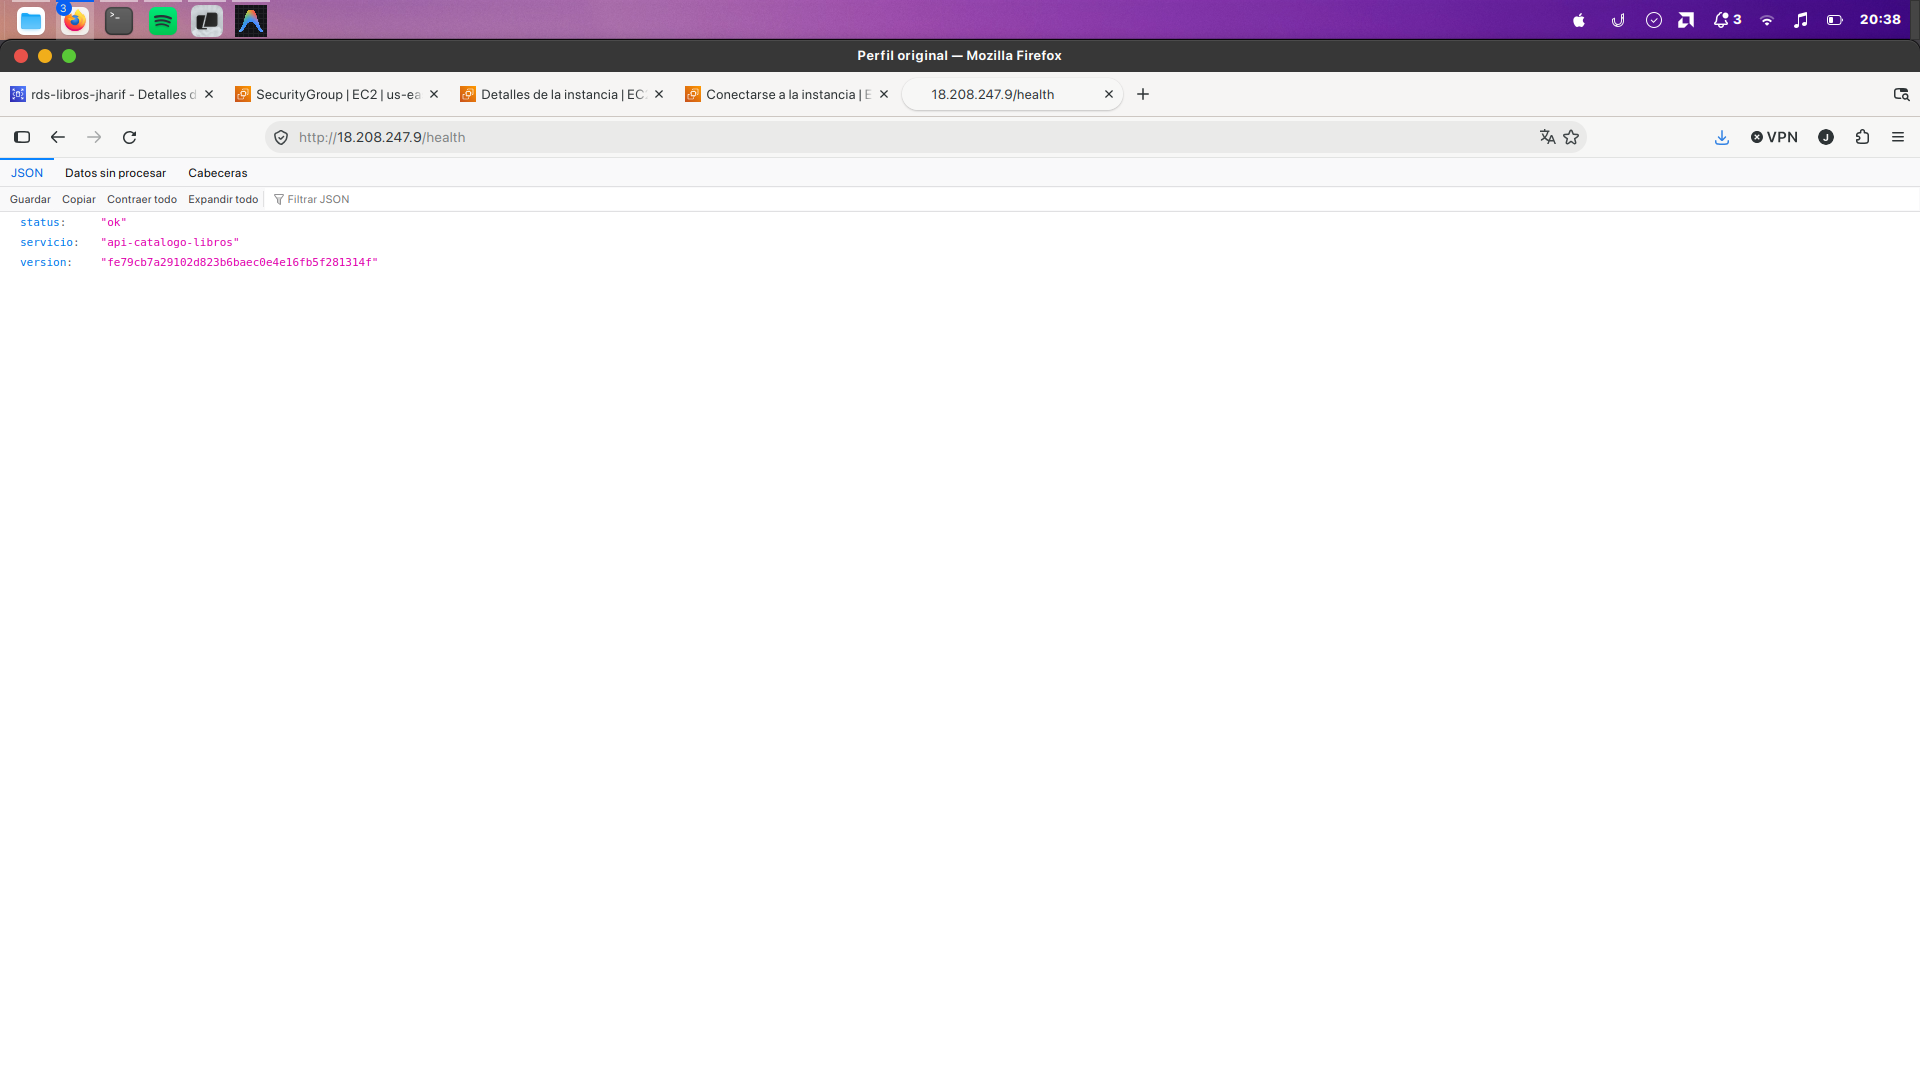 3
3
20:38
Perfil original — Mozilla Firefox
rds-libros-jharif - Detalles d
SecurityGroup | EC2 | us-ea
Detalles de la instancia | EC
Conectarse a la instancia | E
18.208.247.9/health
http://18.208.247.9/health
VPN
J
JSON
Datos sin procesar
Cabeceras
Guardar
Copiar
Contraer todo
Expandir todo
Filtrar JSON
status: "ok"
servicio: "api-catalogo-libros"
version: "fe79cb7a29102d823b6baec0e4e16fb5f281314f"